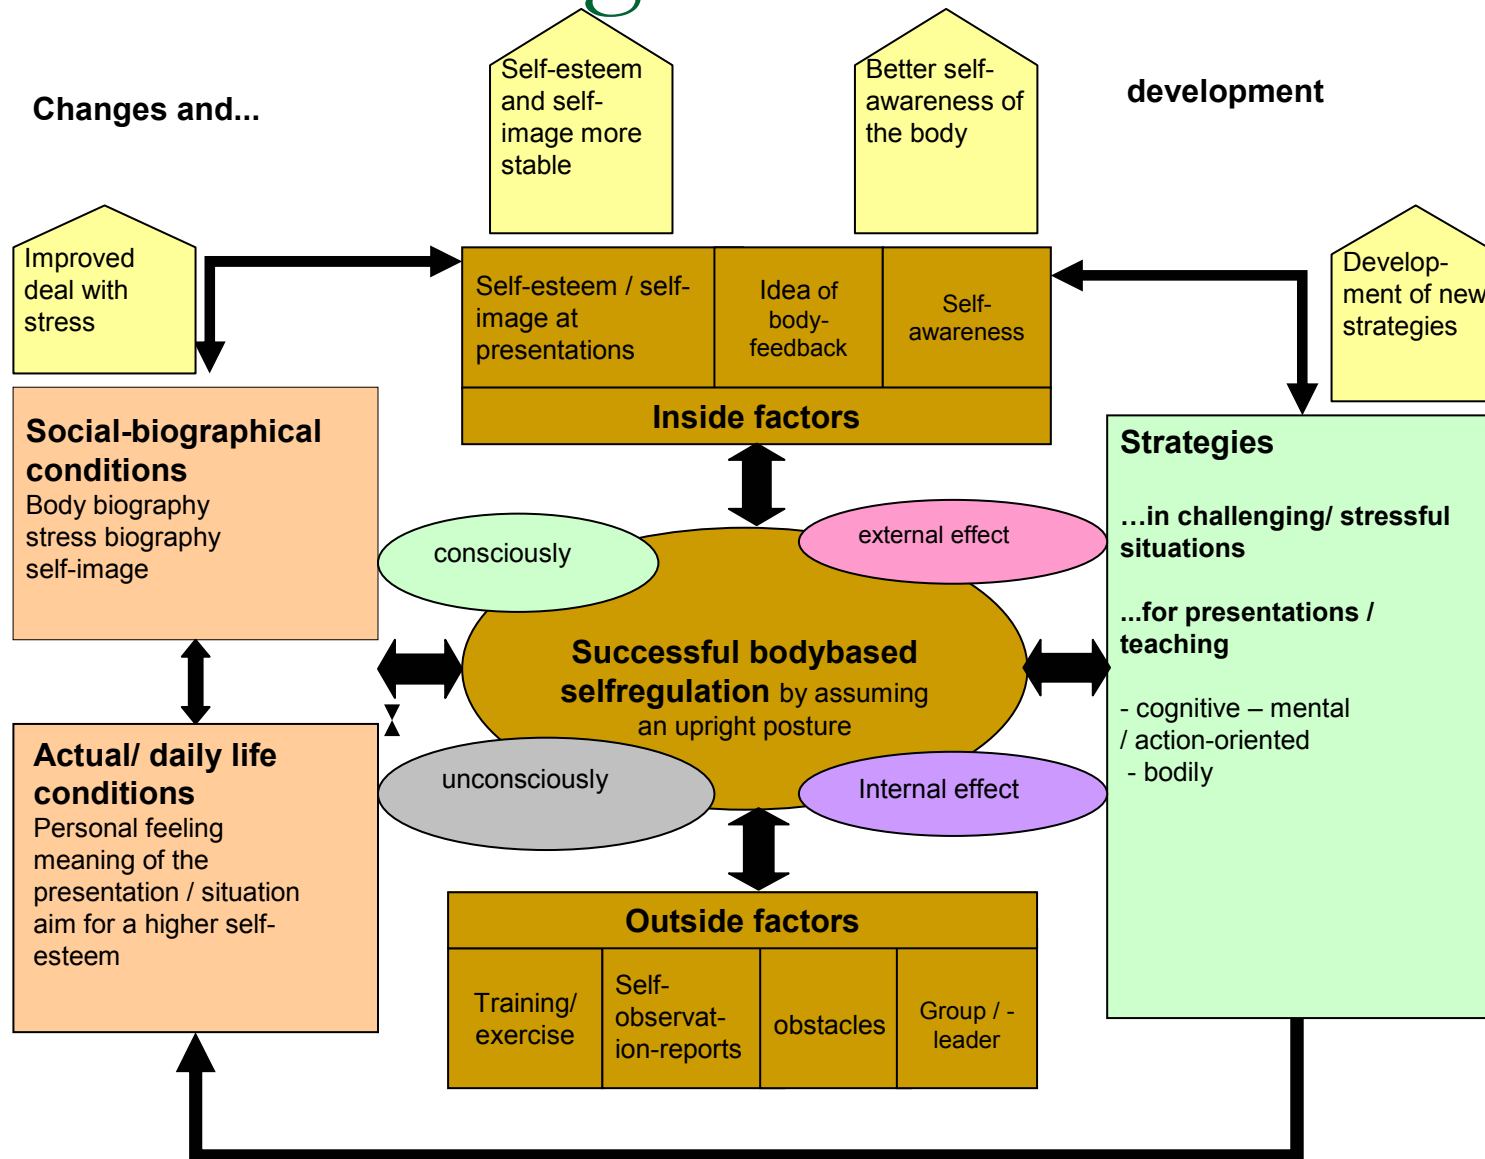 Changes and...
Self-esteem
and self-
image more
stable
Better self-
awareness of
the body
development
Improved
deal with
stress
Develop-
ment of new
strategies
Self-esteem / self-
image at
presentations
Idea of
body-
feedback
Self-
awareness
Inside factors
Social-biographical
conditions
Body biography
stress biography
self-image
consciously
external effect
Successful bodybased
selfregulation by assuming
an upright posture
unconsciously
Internal effect
Strategies
…in challenging/ stressful
situations
...for presentations /
teaching
- cognitive – mental
/ action-oriented
- bodily
Actual/ daily life
conditions
Personal feeling
meaning of the
presentation / situation
aim for a higher self-
esteem
Outside factors
Training/
exercise
Self-
observat-
ion-reports
obstacles
Group / -
leader